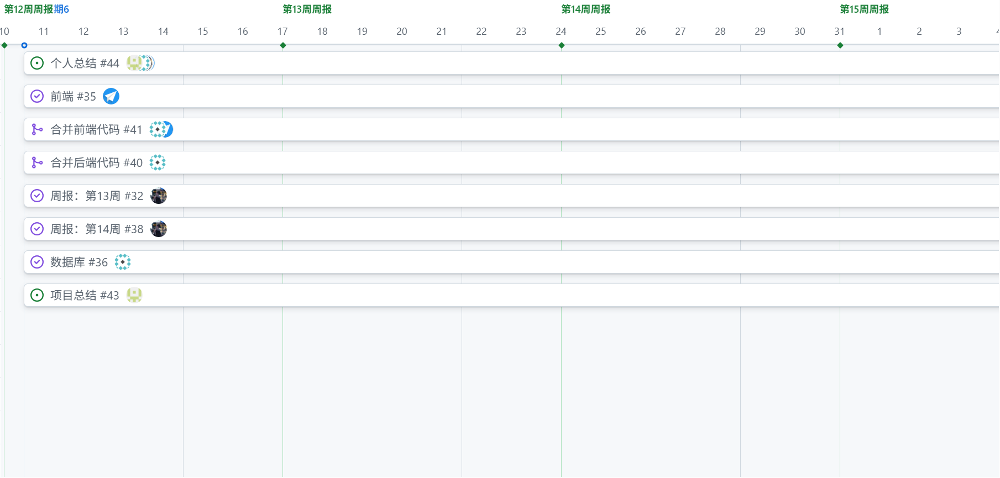 第12周周报期6 第13周周报 第14周周报 第15周周报
10 11 12 13 14 15 16 17 18 19 20 21 22 23 24 25 26 27 28 29 30 31 1 2 3 4
个人总结 #44
前端 #35
合并前端代码 #41
合并后端代码 #40
周报：第13周 #32
周报：第14周 #38
数据库 #36
项目总结 #43